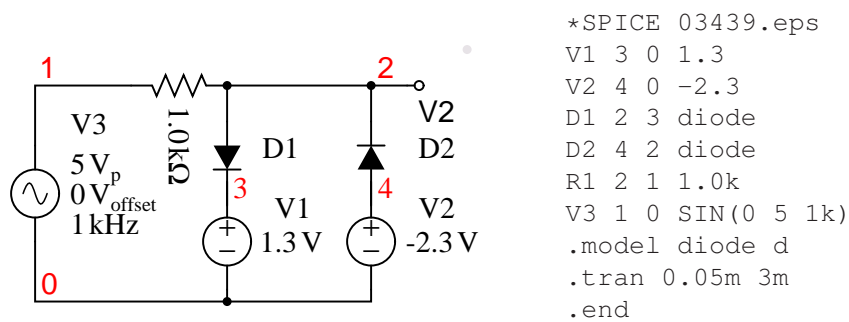 1
2
V2
V3
5 Vp
0 Voffset
1 kHz
1.0kΩ
D1
D2
3
4
V1
1.3 V
V2
-2.3 V
0
*SPICE 03439.eps
V1 3 0 1.3
V2 4 0 -2.3
D1 2 3 diode
D2 4 2 diode
R1 2 1 1.0k
V3 1 0 SIN(0 5 1k)
.model diode d
.tran 0.05m 3m
.end